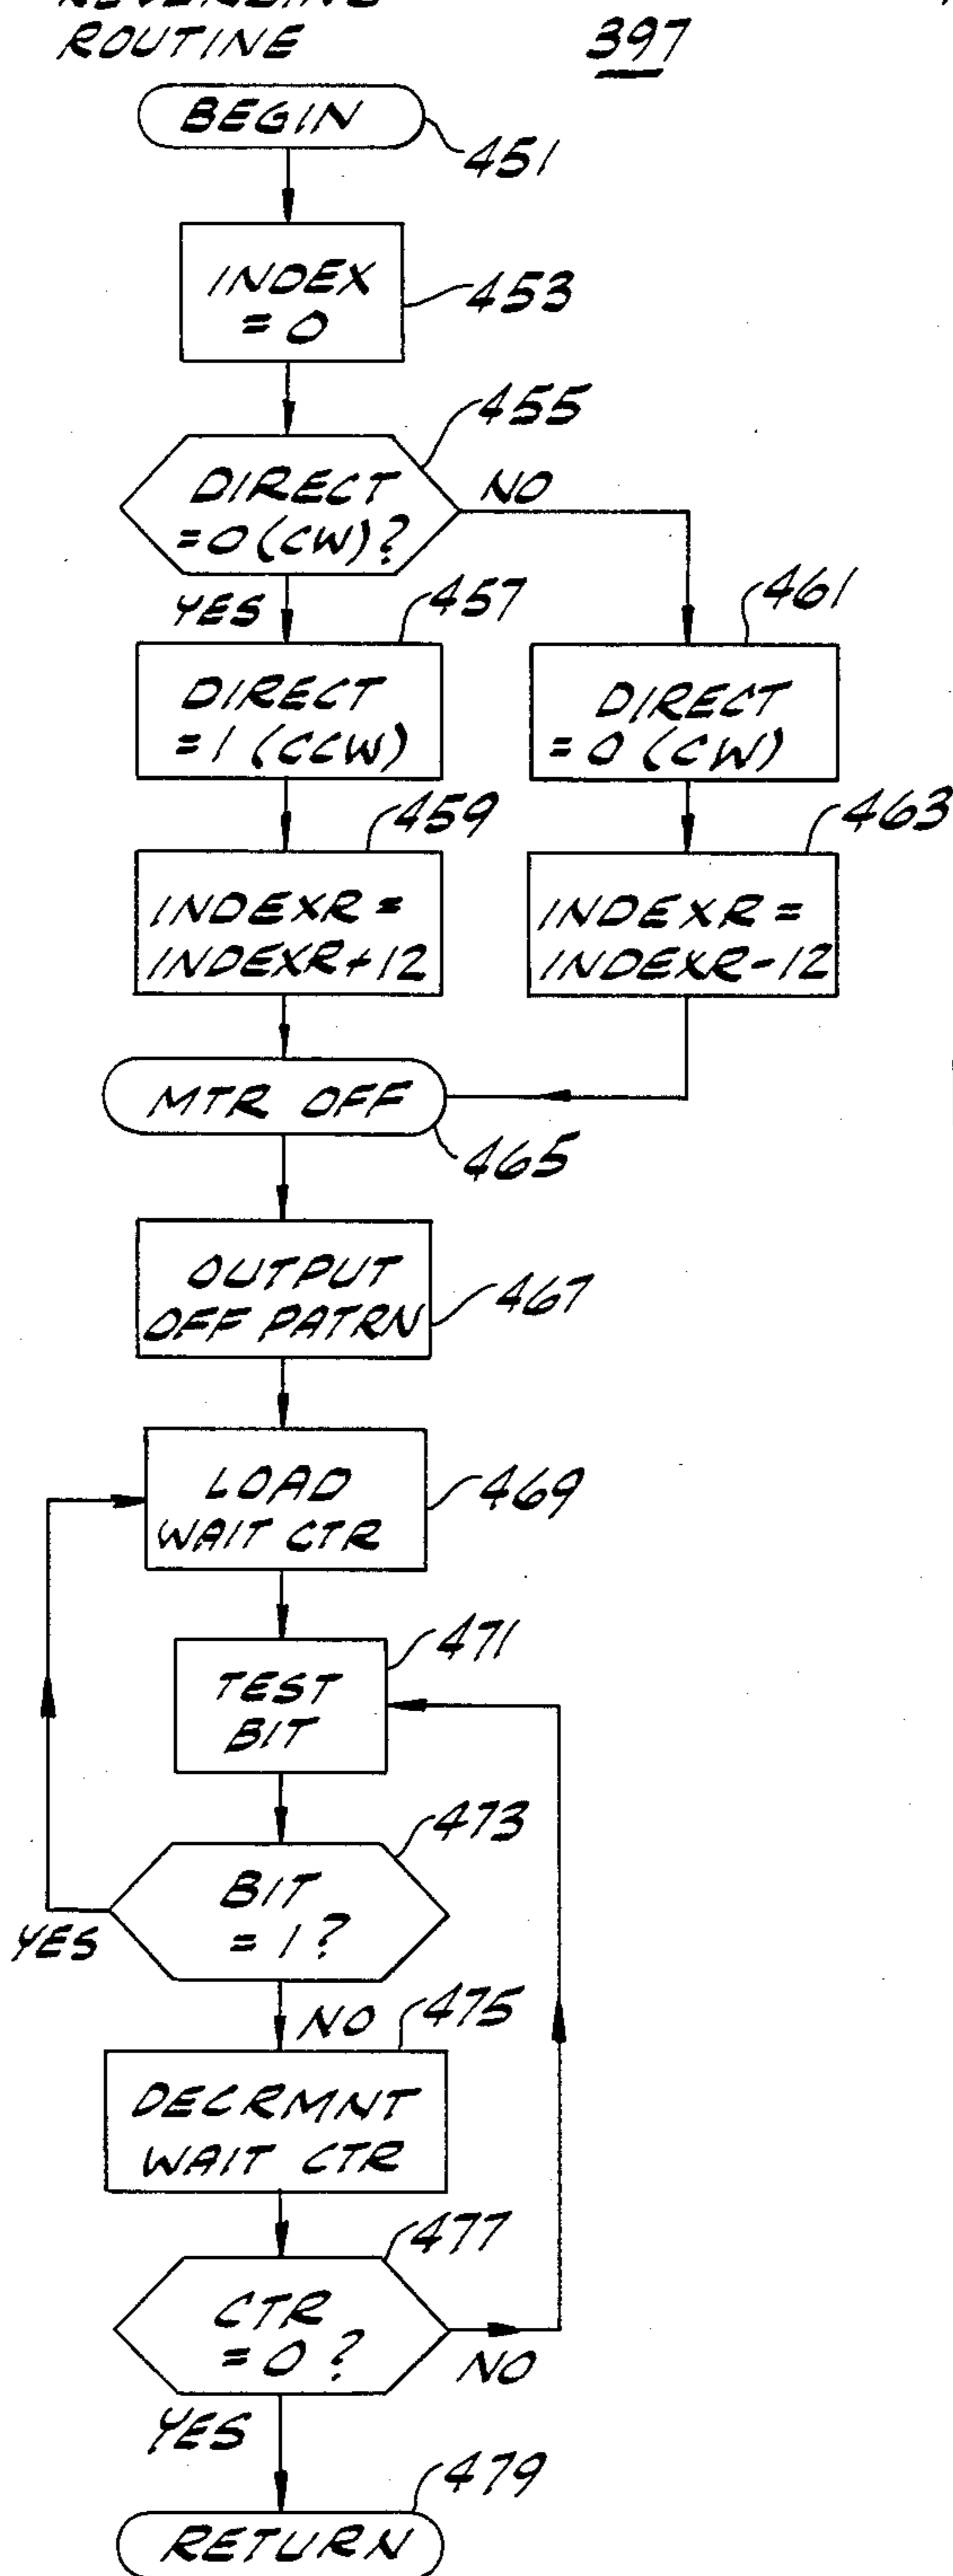 ROUTINE
397
BEGIN
451
INDEX
= 0
453
455
DIRECT
= 0 (CW) ?
NO
YES
457
461
DIRECT
= 1 (CCW)
DIRECT
= 0 (CW)
459
463
INDEXR =
INDEXR + 12
INDEXR =
INDEXR - 12
MTR OFF
465
OUTPUT
OFF PATRN
467
LOAD
WAIT CTR
469
471
TEST
BIT
473
BIT
= 1 ?
YES
NO
475
DECRMNT
WAIT CTR
477
CTR
= 0 ?
NO
YES
479
RETURN